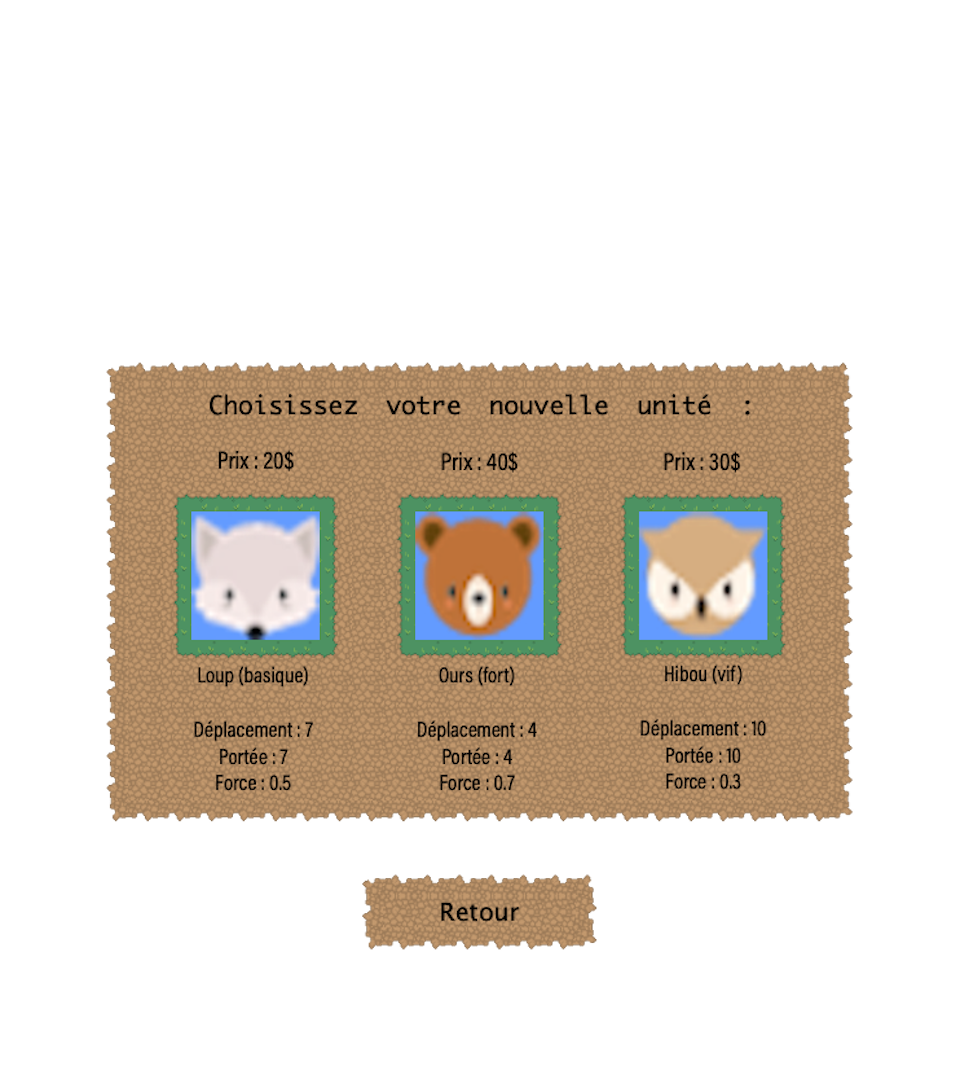 Choisissez votre nouvelle unité :
Prix : 20$ Prix : 40$ Prix : 30$
Loup (basique) Ours (fort) Hibou (vif)
Déplacement : 7 Déplacement : 4 Déplacement : 10
Portée : 7 Portée : 4 Portée : 10
Force : 0.5 Force : 0.7 Force : 0.3
Retour